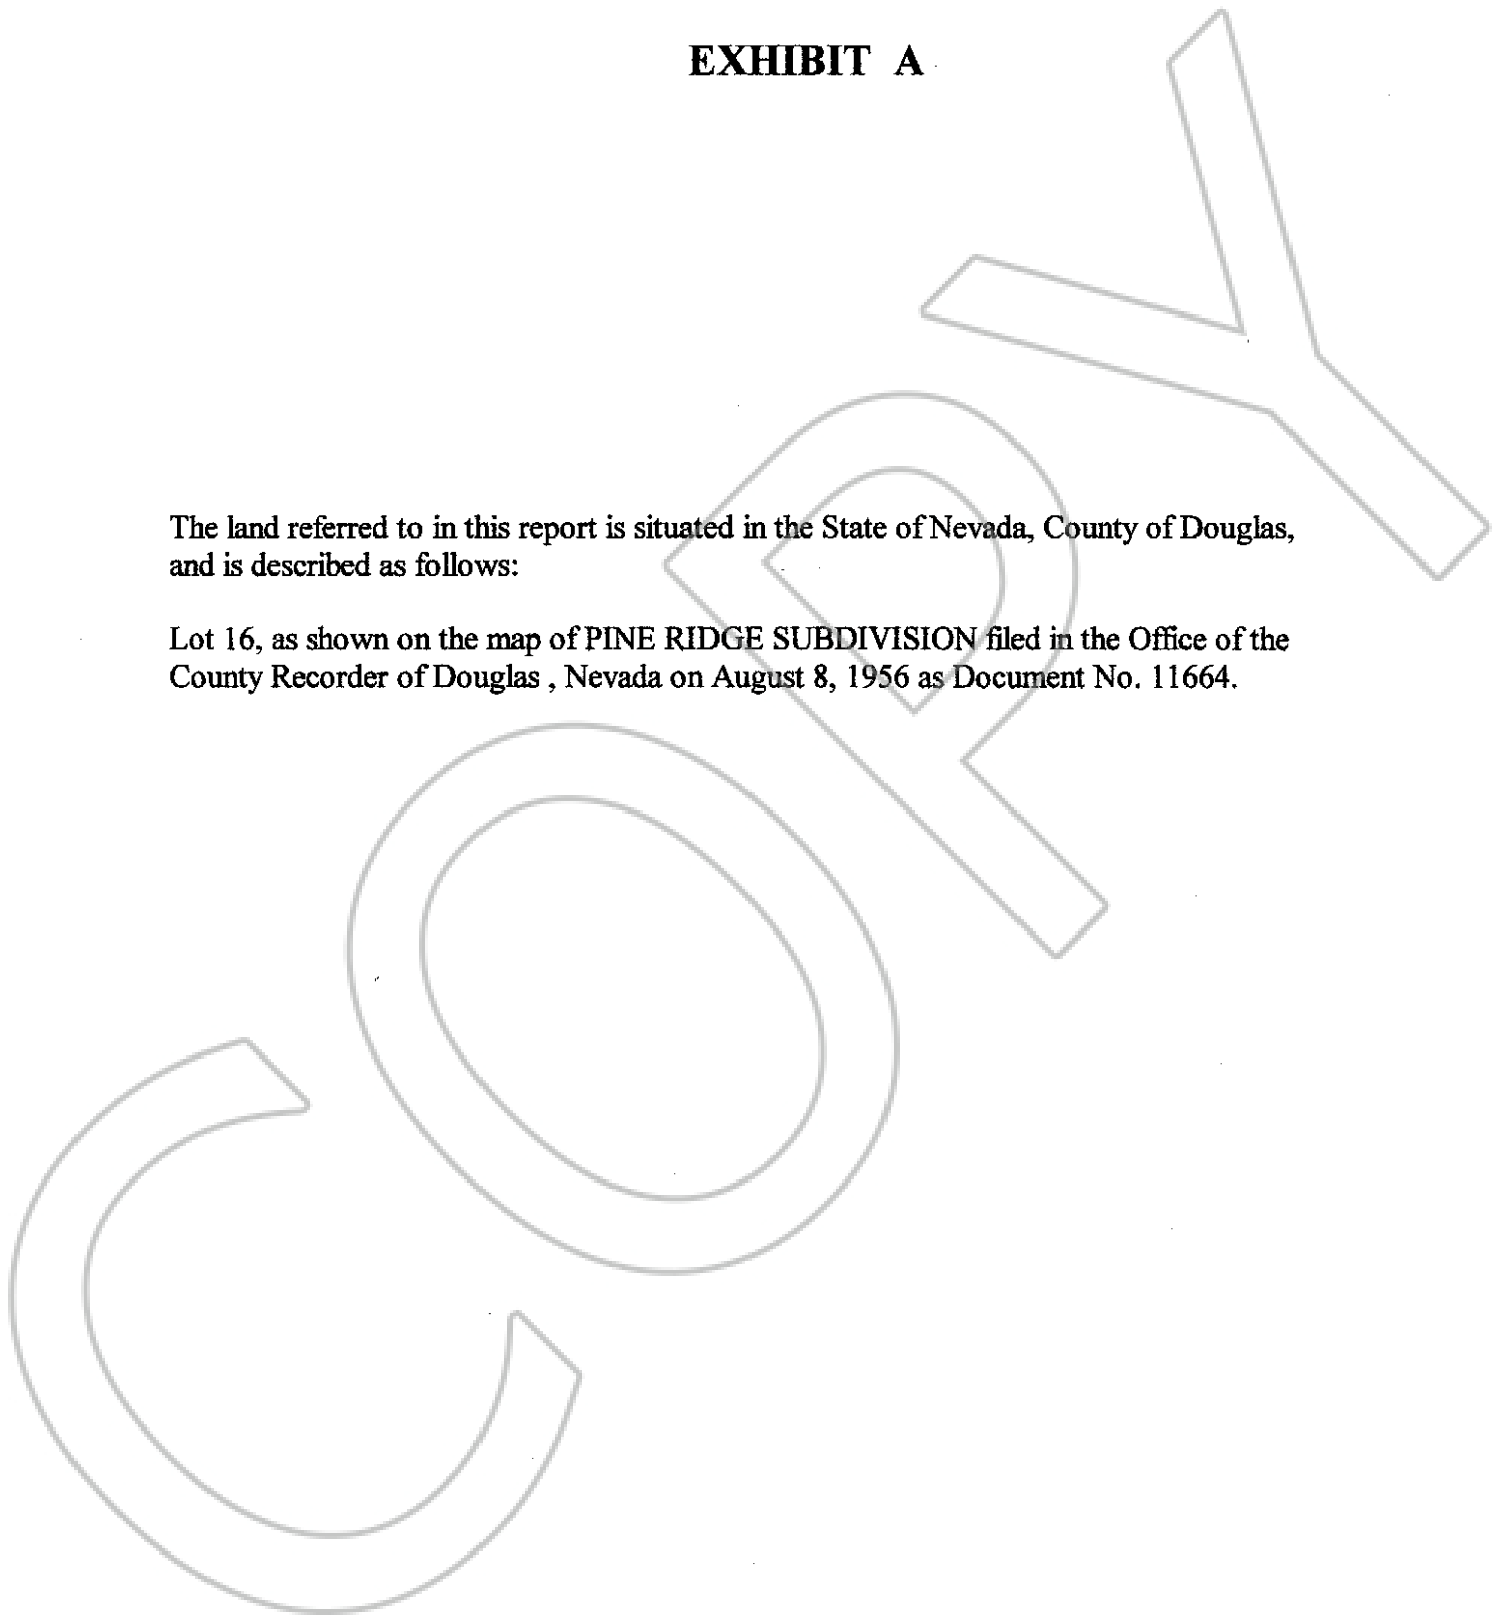 EXHIBIT A
The land referred to in this report is situated in the State of Nevada, County of Douglas,
and is described as follows:
Lot 16, as shown on the map of PINE RIDGE SUBDIVISION filed in the Office of the
County Recorder of Douglas , Nevada on August 8, 1956 as Document No. 11664.
COPY